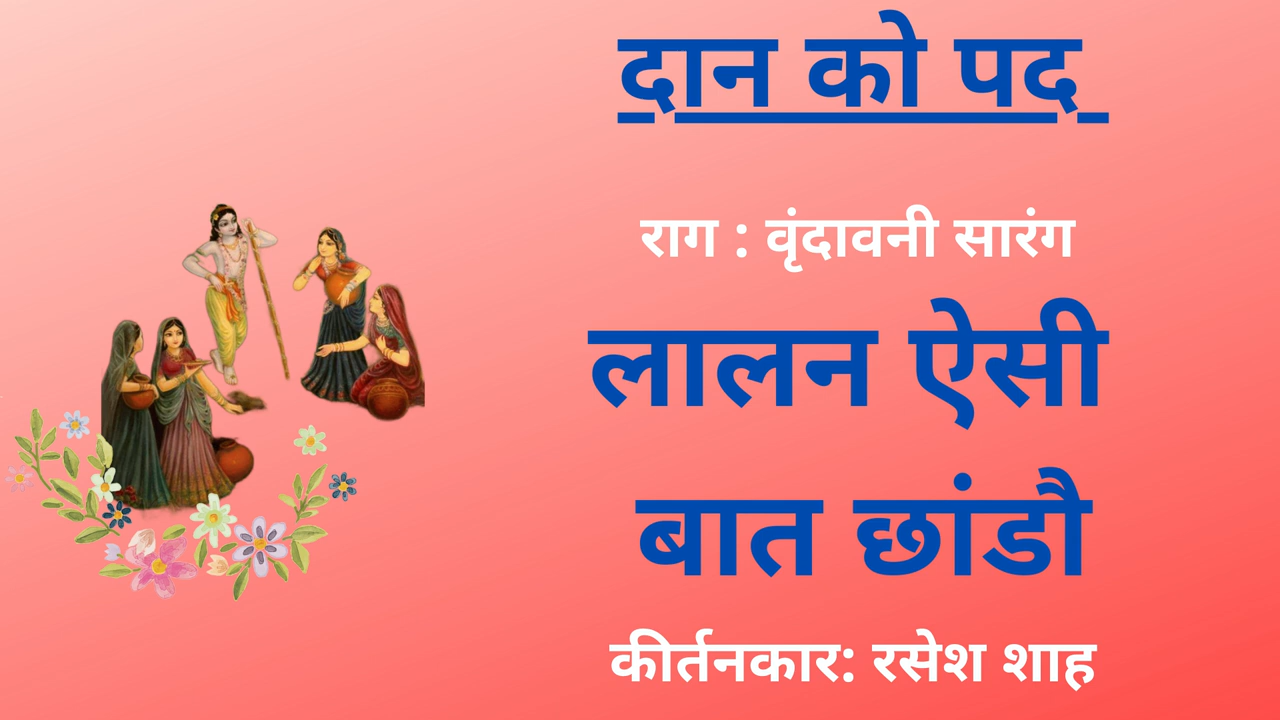 दान को पद
राग : वृंदावनी सारंग
लालन ऐसी
बात छांडौ
कीर्तनकार: रसेश शाह